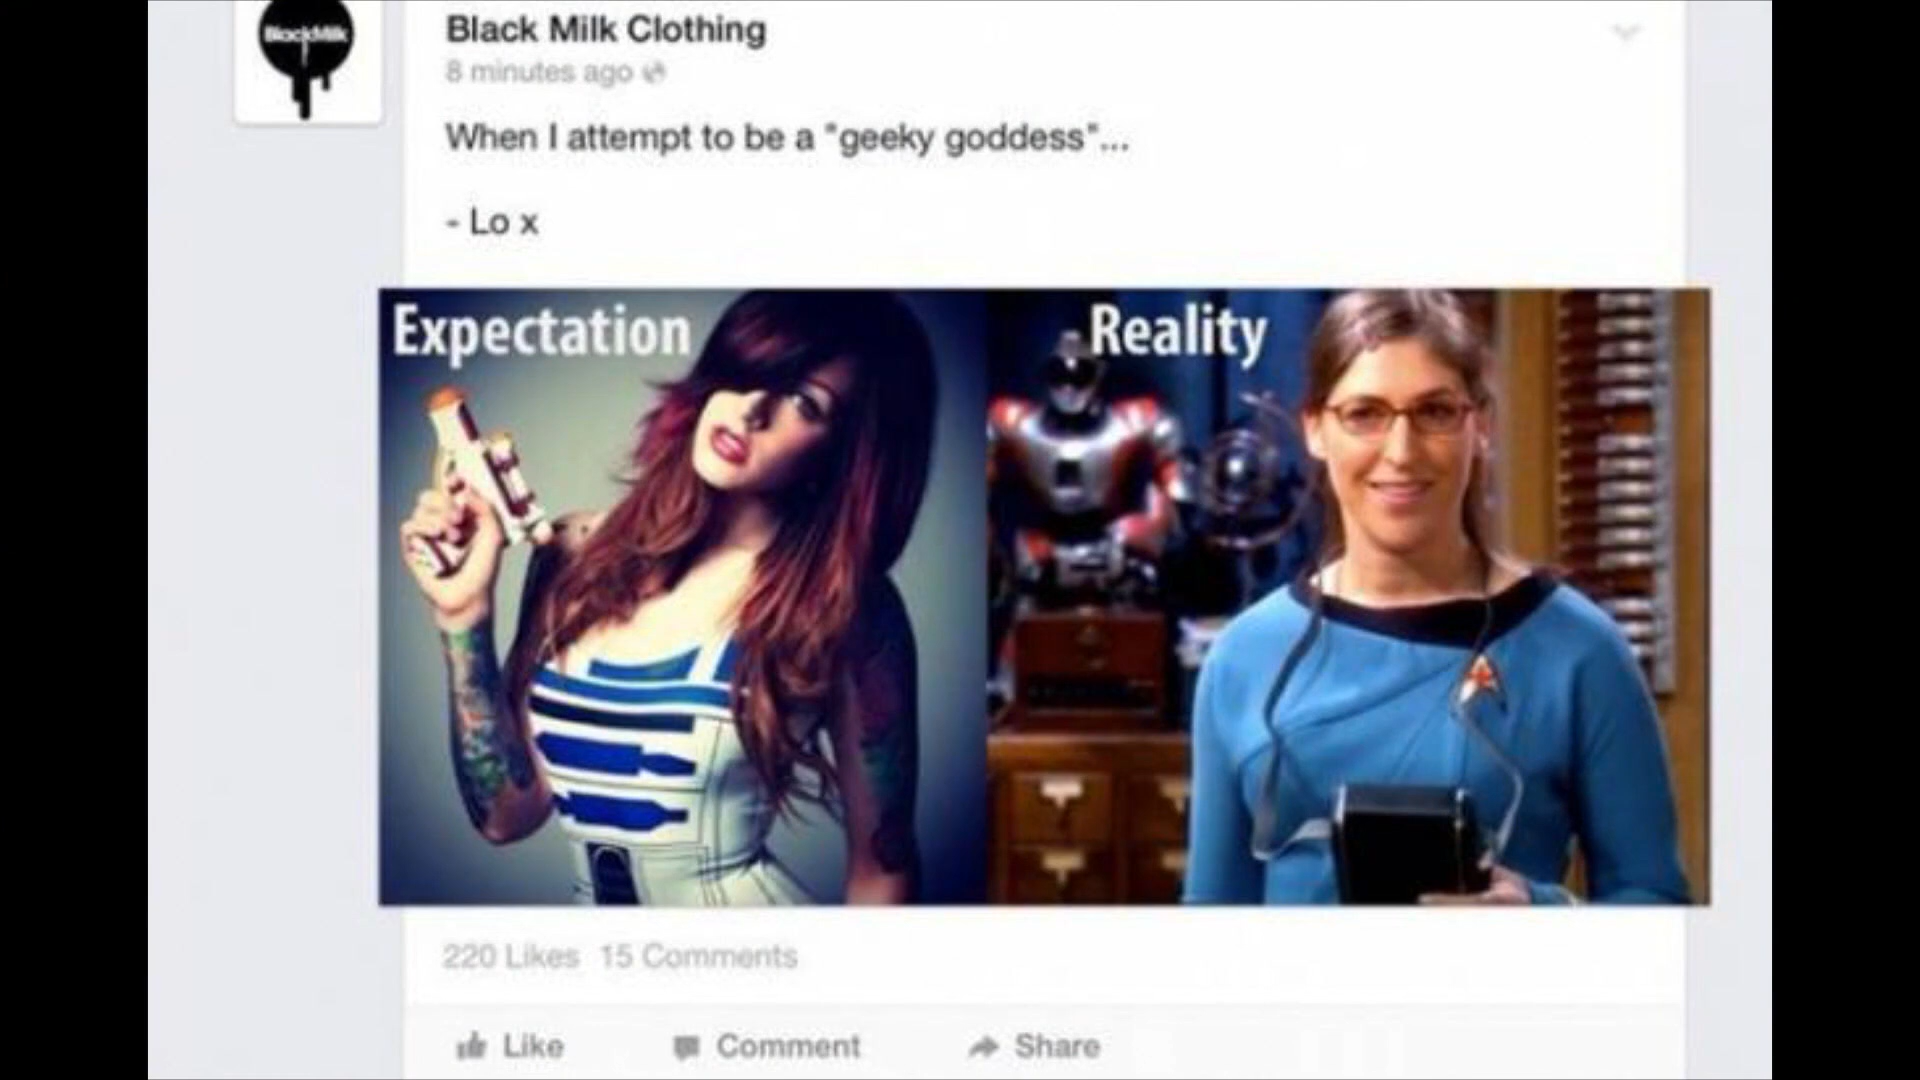 BlackMilk
Black Milk Clothing
8 minutes ago
When I attempt to be a "geeky goddess"...
- Lo x
Expectation
Reality
220 Likes 15 Comments
Like Comment Share